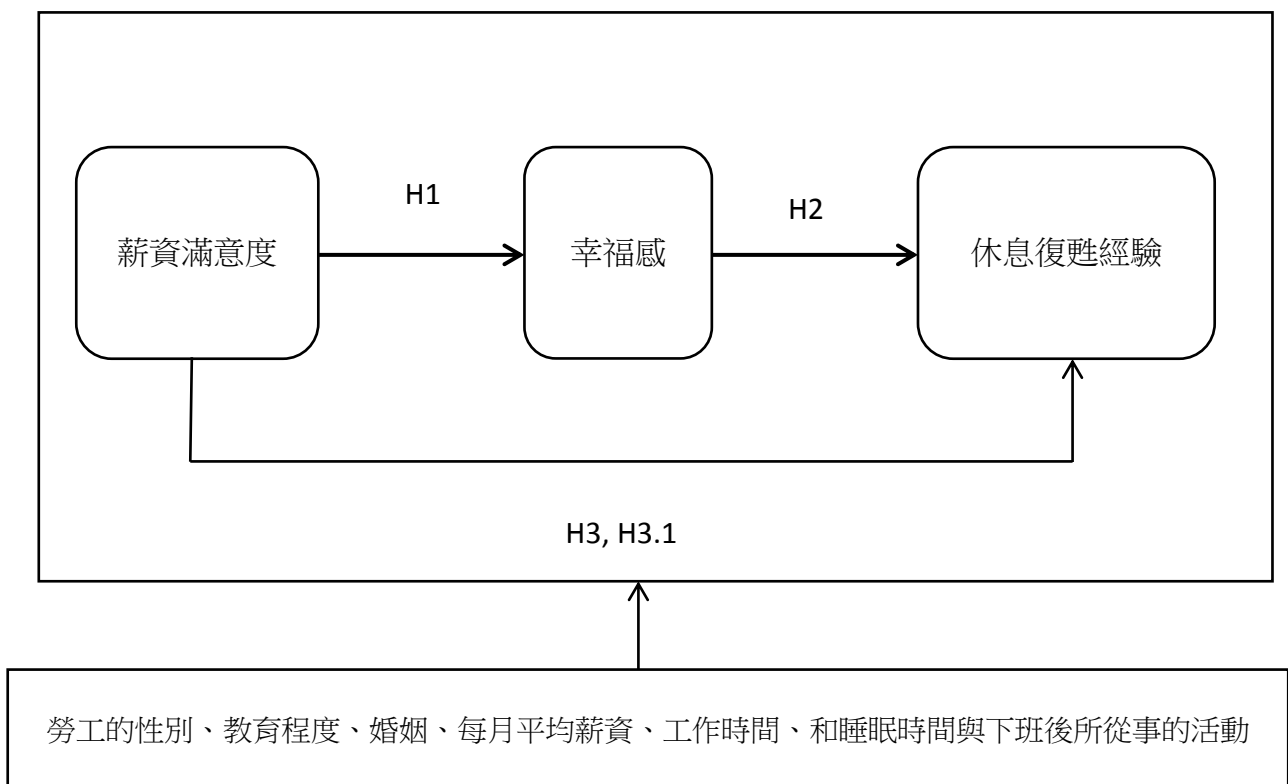 H1
H2
薪資滿意度
幸福感
休息復甦經驗
H3, H3.1
勞工的性別、教育程度、婚姻、每月平均薪資、工作時間、和睡眠時間與下班後所從事的活動